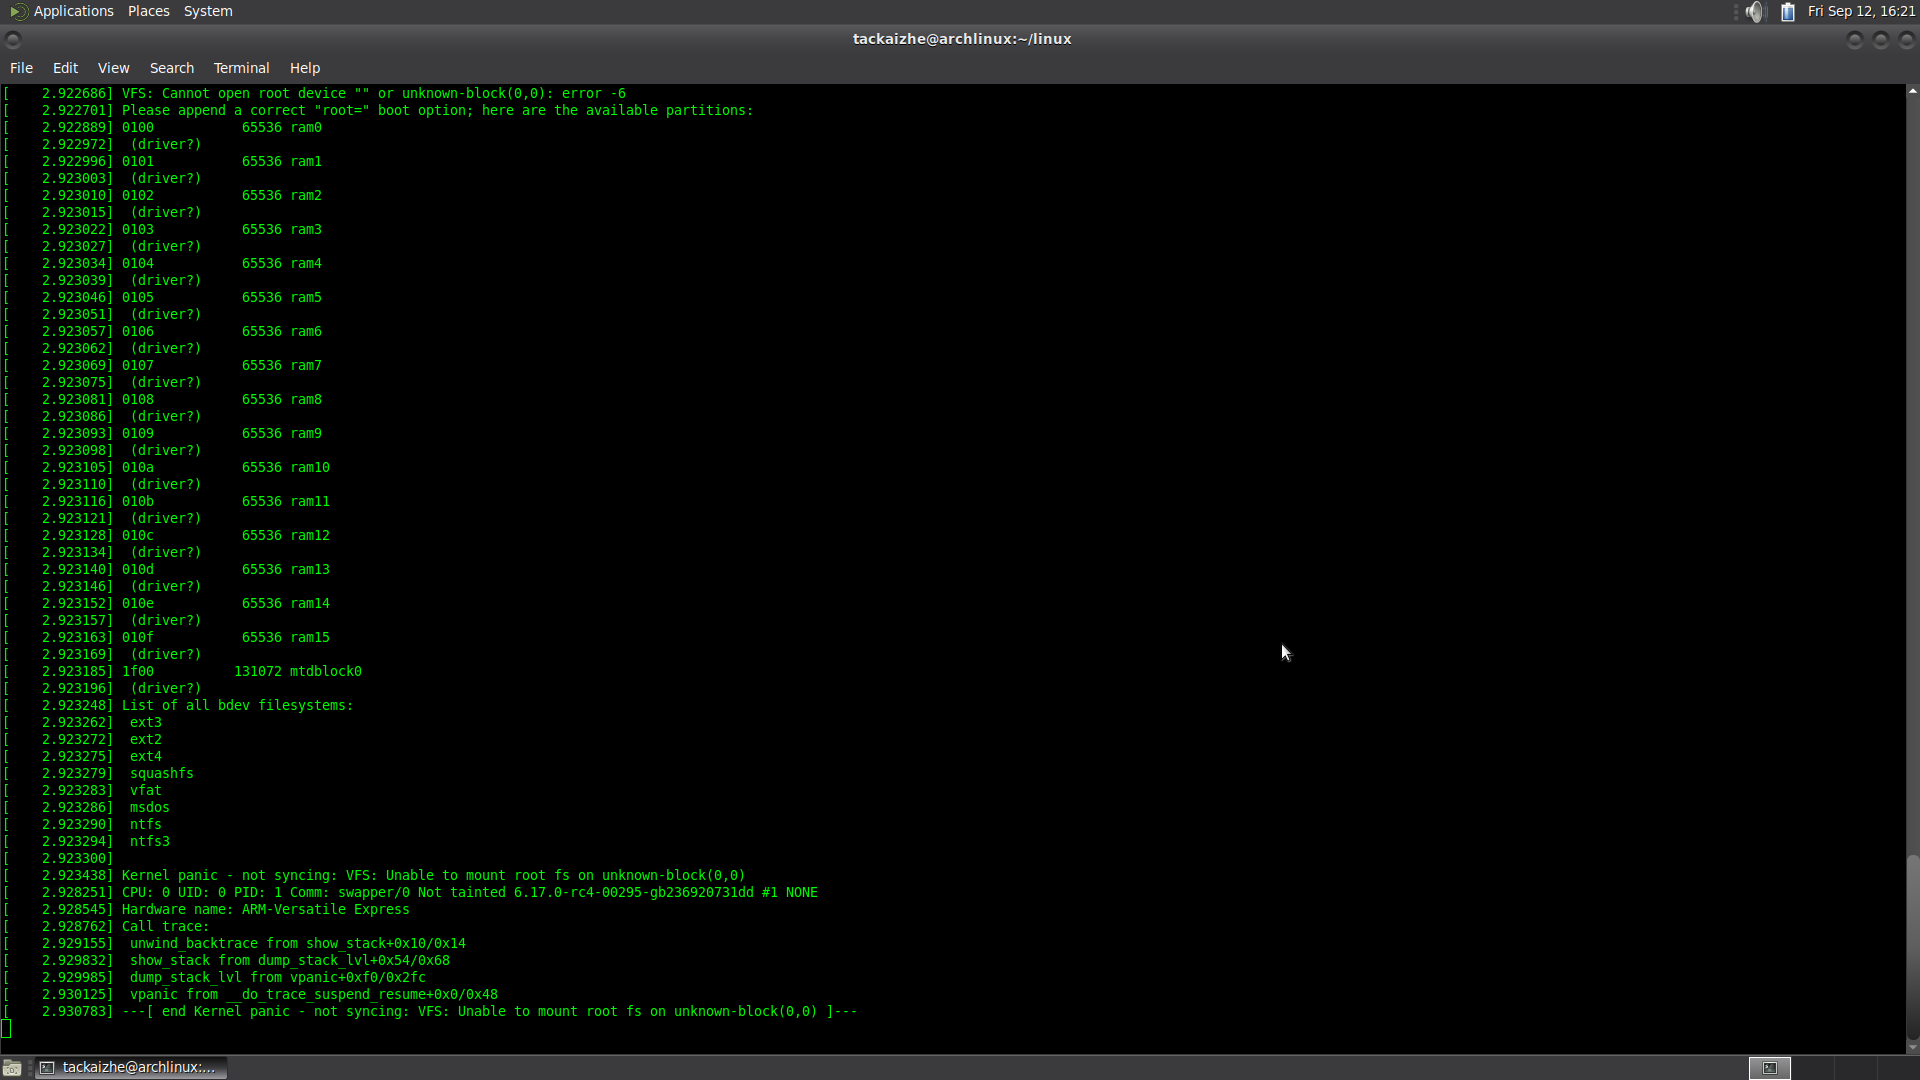 Applications Places System Fri Sep 12, 16:21
tackaizhe@archlinux:~/linux
File Edit View Search Terminal Help
[    2.922686] VFS: Cannot open root device "" or unknown-block(0,0): error -6
[    2.922701] Please append a correct "root=" boot option; here are the available partitions:
[    2.922889] 0100           65536 ram0
[    2.922972]  (driver?)
[    2.922996] 0101           65536 ram1
[    2.923003]  (driver?)
[    2.923010] 0102           65536 ram2
[    2.923015]  (driver?)
[    2.923022] 0103           65536 ram3
[    2.923027]  (driver?)
[    2.923034] 0104           65536 ram4
[    2.923039]  (driver?)
[    2.923046] 0105           65536 ram5
[    2.923051]  (driver?)
[    2.923057] 0106           65536 ram6
[    2.923062]  (driver?)
[    2.923069] 0107           65536 ram7
[    2.923075]  (driver?)
[    2.923081] 0108           65536 ram8
[    2.923086]  (driver?)
[    2.923093] 0109           65536 ram9
[    2.923098]  (driver?)
[    2.923105] 010a           65536 ram10
[    2.923110]  (driver?)
[    2.923116] 010b           65536 ram11
[    2.923121]  (driver?)
[    2.923128] 010c           65536 ram12
[    2.923134]  (driver?)
[    2.923140] 010d           65536 ram13
[    2.923146]  (driver?)
[    2.923152] 010e           65536 ram14
[    2.923157]  (driver?)
[    2.923163] 010f           65536 ram15
[    2.923169]  (driver?)
[    2.923185] 1f00          131072 mtdblock0
[    2.923196]  (driver?)
[    2.923248] List of all bdev filesystems:
[    2.923262]  ext3
[    2.923272]  ext2
[    2.923275]  ext4
[    2.923279]  squashfs
[    2.923283]  vfat
[    2.923286]  msdos
[    2.923290]  ntfs
[    2.923294]  ntfs3
[    2.923300]
[    2.923438] Kernel panic - not syncing: VFS: Unable to mount root fs on unknown-block(0,0)
[    2.928251] CPU: 0 UID: 0 PID: 1 Comm: swapper/0 Not tainted 6.17.0-rc4-00295-gb236920731dd #1 NONE
[    2.928545] Hardware name: ARM-Versatile Express
[    2.928762] Call trace:
[    2.929155]  unwind_backtrace from show_stack+0x10/0x14
[    2.929832]  show_stack from dump_stack_lvl+0x54/0x68
[    2.929985]  dump_stack_lvl from vpanic+0xf0/0x2fc
[    2.930125]  vpanic from __do_trace_suspend_resume+0x0/0x48
[    2.930783] ---[ end Kernel panic - not syncing: VFS: Unable to mount root fs on unknown-block(0,0) ]---
tackaizhe@archlinux:...